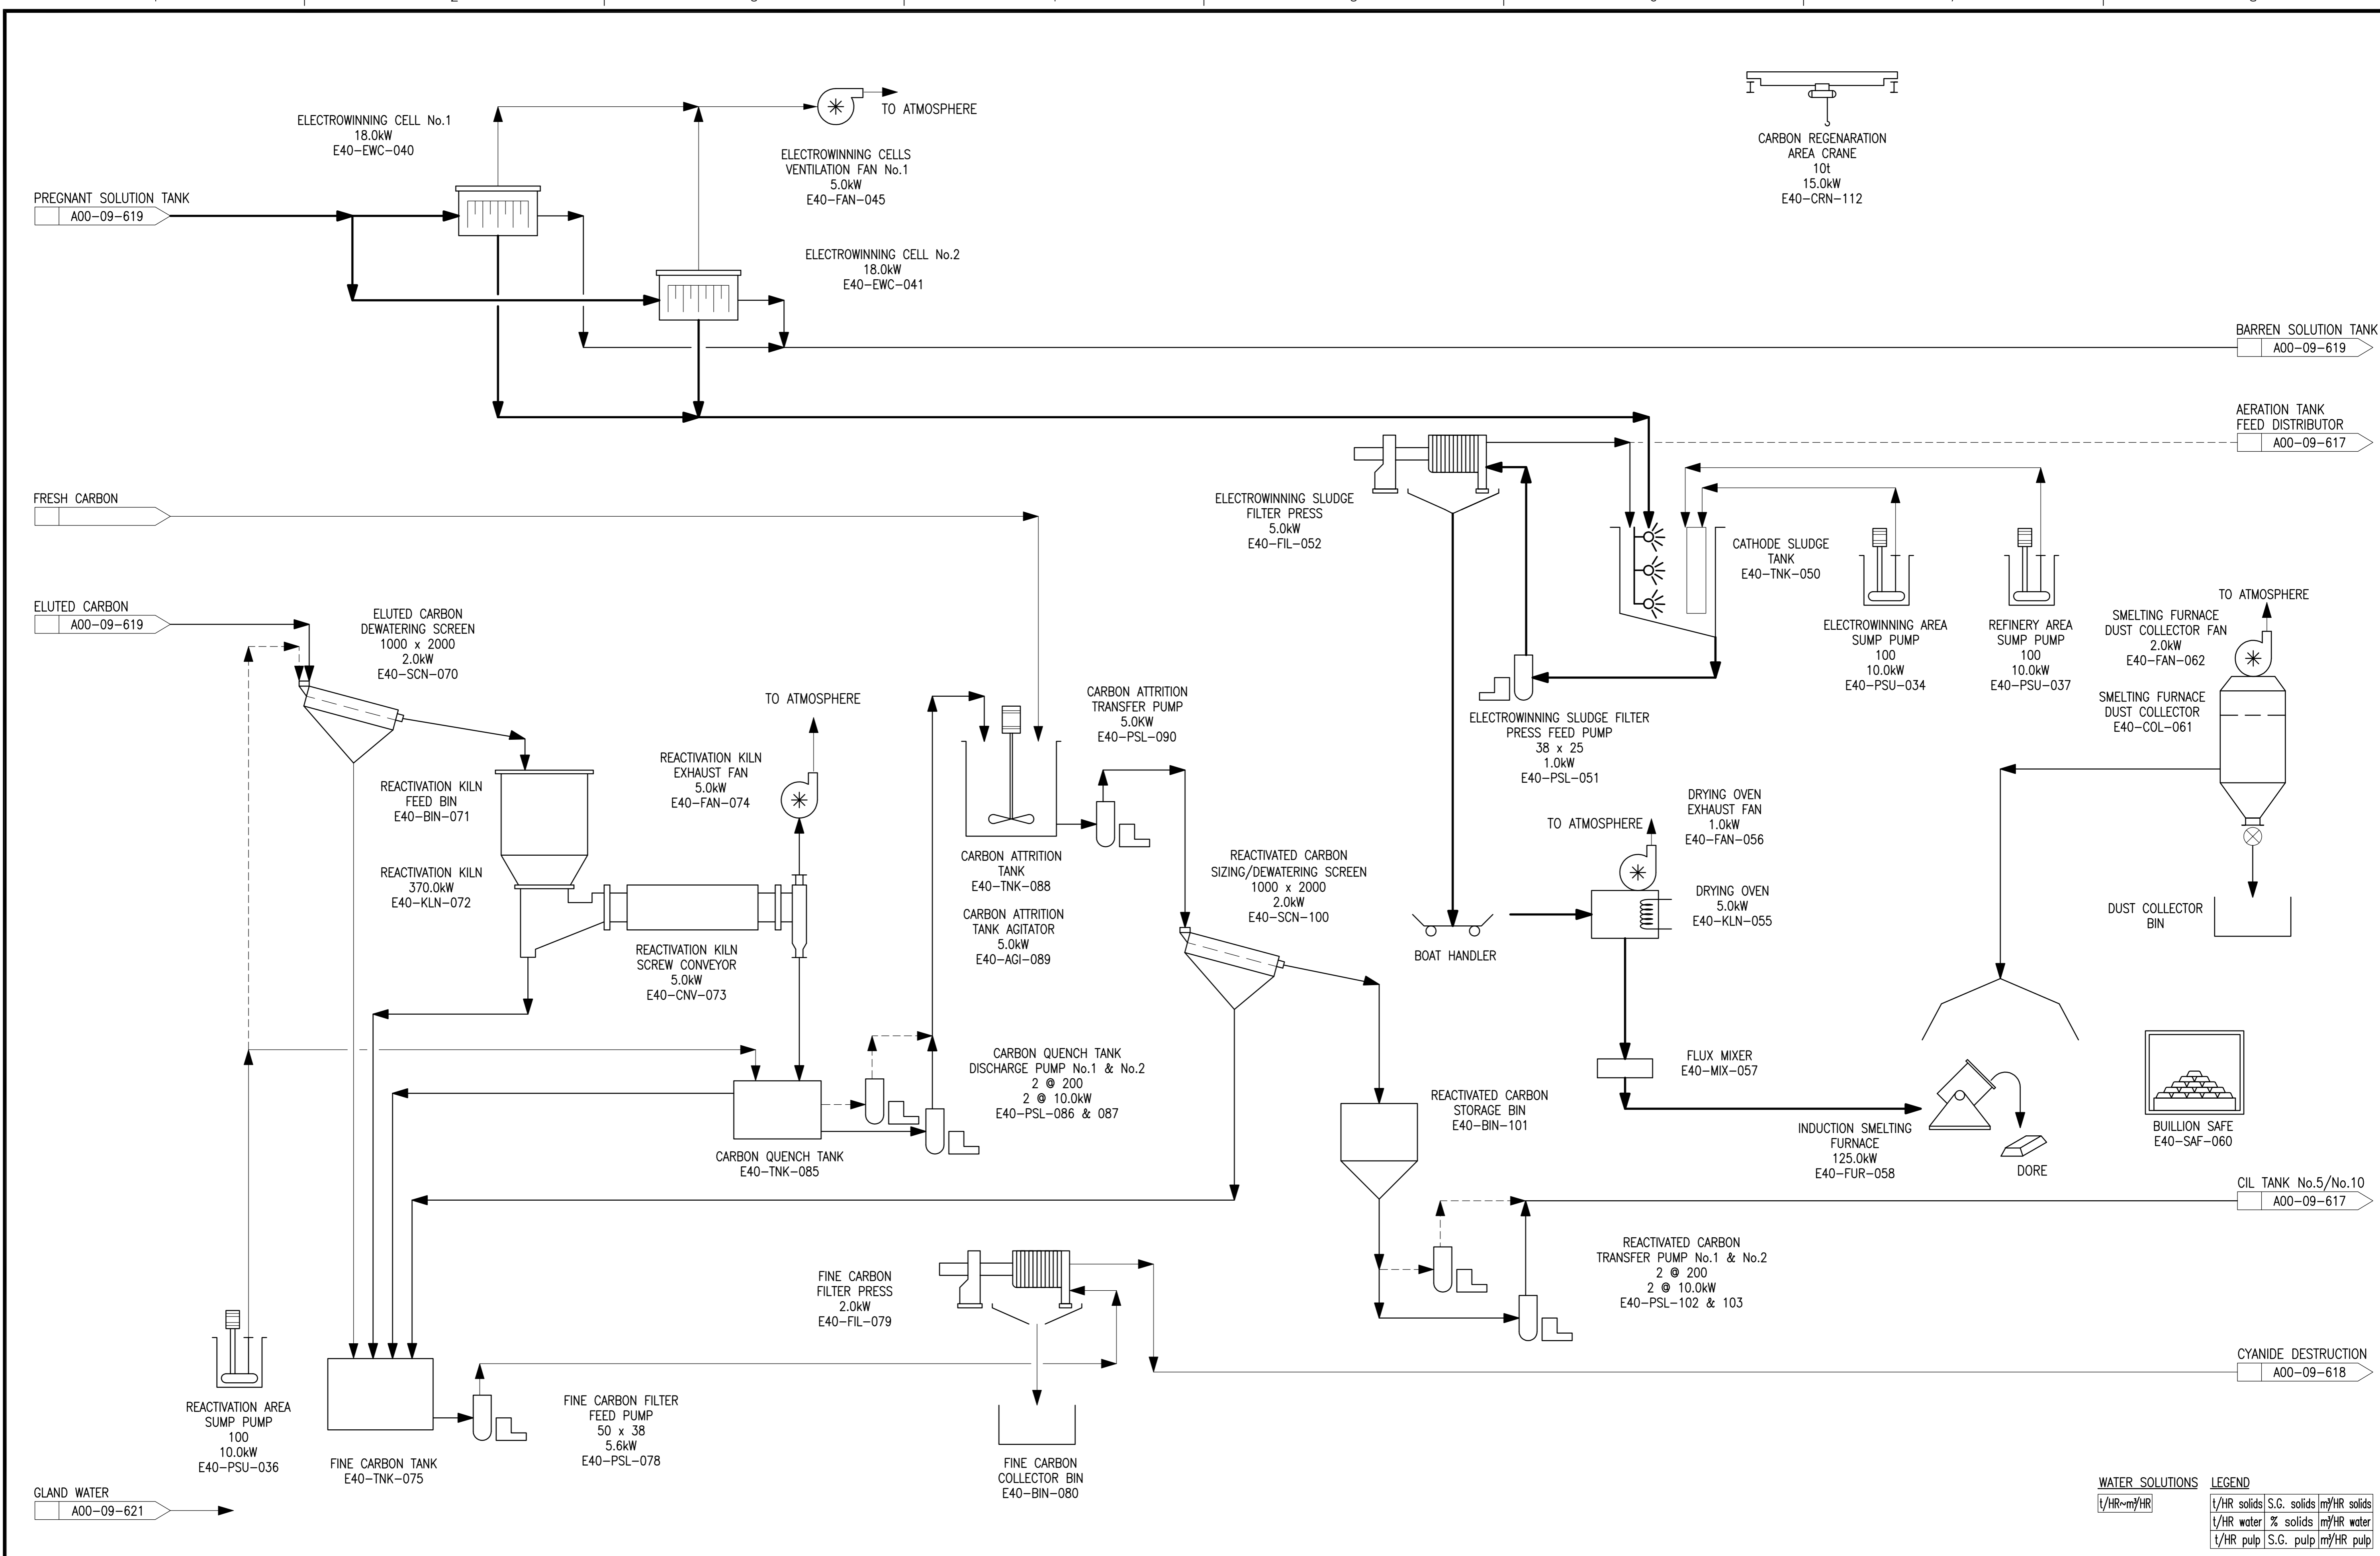 ELECTROWINNING CELL No.1
18.0kW
E40-EWC-040
TO ATMOSPHERE
ELECTROWINNING CELLS
VENTILATION FAN No.1
5.0kW
E40-FAN-045
CARBON REGENARATION
AREA CRANE
10t
15.0kW
E40-CRN-112
PREGNANT SOLUTION TANK
A00-09-619
ELECTROWINNING CELL No.2
18.0kW
E40-EWC-041
BARREN SOLUTION TANK
A00-09-619
AERATION TANK
FEED DISTRIBUTOR
A00-09-617
FRESH CARBON
ELECTROWINNING SLUDGE
FILTER PRESS
5.0kW
E40-FIL-052
CATHODE SLUDGE
TANK
E40-TNK-050
ELUTED CARBON
A00-09-619
ELUTED CARBON
DEWATERING SCREEN
1000 x 2000
2.0kW
E40-SCN-070
ELECTROWINNING AREA
SUMP PUMP
100
10.0kW
E40-PSU-034
REFINERY AREA
SUMP PUMP
100
10.0kW
E40-PSU-037
TO ATMOSPHERE
SMELTING FURNACE
DUST COLLECTOR FAN
2.0kW
E40-FAN-062
SMELTING FURNACE
DUST COLLECTOR
E40-COL-061
TO ATMOSPHERE
CARBON ATTRITION
TRANSFER PUMP
5.0KW
E40-PSL-090
ELECTROWINNING SLUDGE FILTER
PRESS FEED PUMP
38 x 25
1.0kW
E40-PSL-051
REACTIVATION KILN
FEED BIN
E40-BIN-071
REACTIVATION KILN
EXHAUST FAN
5.0kW
E40-FAN-074
DRYING OVEN
EXHAUST FAN
1.0kW
E40-FAN-056
TO ATMOSPHERE
REACTIVATION KILN
370.0kW
E40-KLN-072
CARBON ATTRITION
TANK
E40-TNK-088
REACTIVATED CARBON
SIZING/DEWATERING SCREEN
1000 x 2000
2.0kW
E40-SCN-100
DRYING OVEN
5.0kW
E40-KLN-055
CARBON ATTRITION
TANK AGITATOR
5.0kW
E40-AGI-089
DUST COLLECTOR
BIN
REACTIVATION KILN
SCREW CONVEYOR
5.0kW
E40-CNV-073
BOAT HANDLER
CARBON QUENCH TANK
DISCHARGE PUMP No.1 & No.2
2 @ 200
2 @ 10.0kW
E40-PSL-086 & 087
FLUX MIXER
E40-MIX-057
REACTIVATED CARBON
STORAGE BIN
E40-BIN-101
INDUCTION SMELTING
FURNACE
125.0kW
E40-FUR-058
DORE
BUILLION SAFE
E40-SAF-060
CARBON QUENCH TANK
E40-TNK-085
CIL TANK No.5/No.10
A00-09-617
FINE CARBON
FILTER PRESS
2.0kW
E40-FIL-079
REACTIVATED CARBON
TRANSFER PUMP No.1 & No.2
2 @ 200
2 @ 10.0kW
E40-PSL-102 & 103
CYANIDE DESTRUCTION
A00-09-618
REACTIVATION AREA
SUMP PUMP
100
10.0kW
E40-PSU-036
FINE CARBON TANK
E40-TNK-075
FINE CARBON FILTER
FEED PUMP
50 x 38
5.6kW
E40-PSL-078
FINE CARBON
COLLECTOR BIN
E40-BIN-080
GLAND WATER
A00-09-621
WATER SOLUTIONS
t/HR~m³/HR
LEGEND
t/HR solids S.G. solids m³/HR solids
t/HR water % solids m³/HR water
t/HR pulp S.G. pulp m³/HR pulp